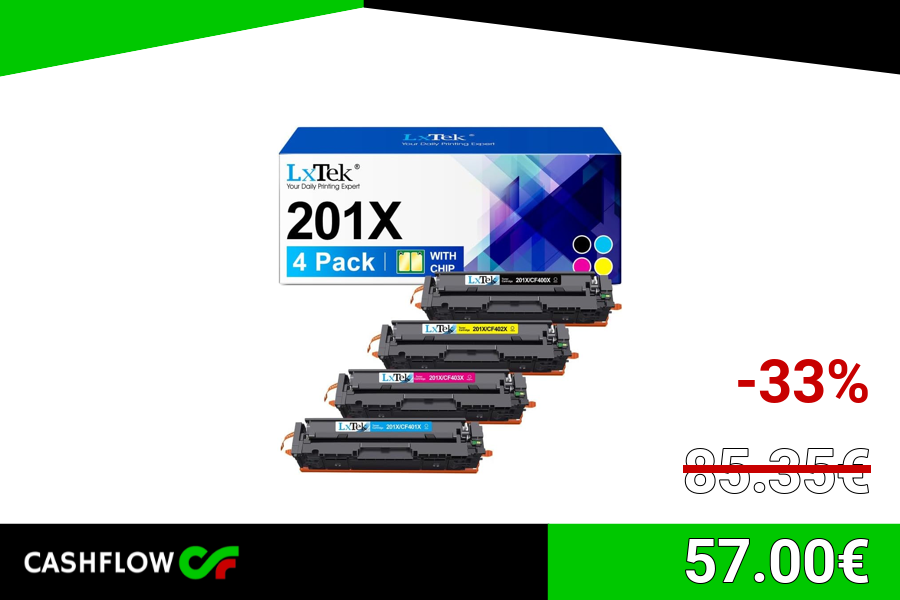 LxTek®
Your Daily Printing Expert
LxTek®
Your Daily Printing Expert
201X
4 Pack
WITH
CHIP
LxTek 201X/CF400X
LxTek 201X/CF402X
LxTek 201X/CF403X
LxTek 201X/CF401X
-33%
85.35€
CASHFLOW
57.00€